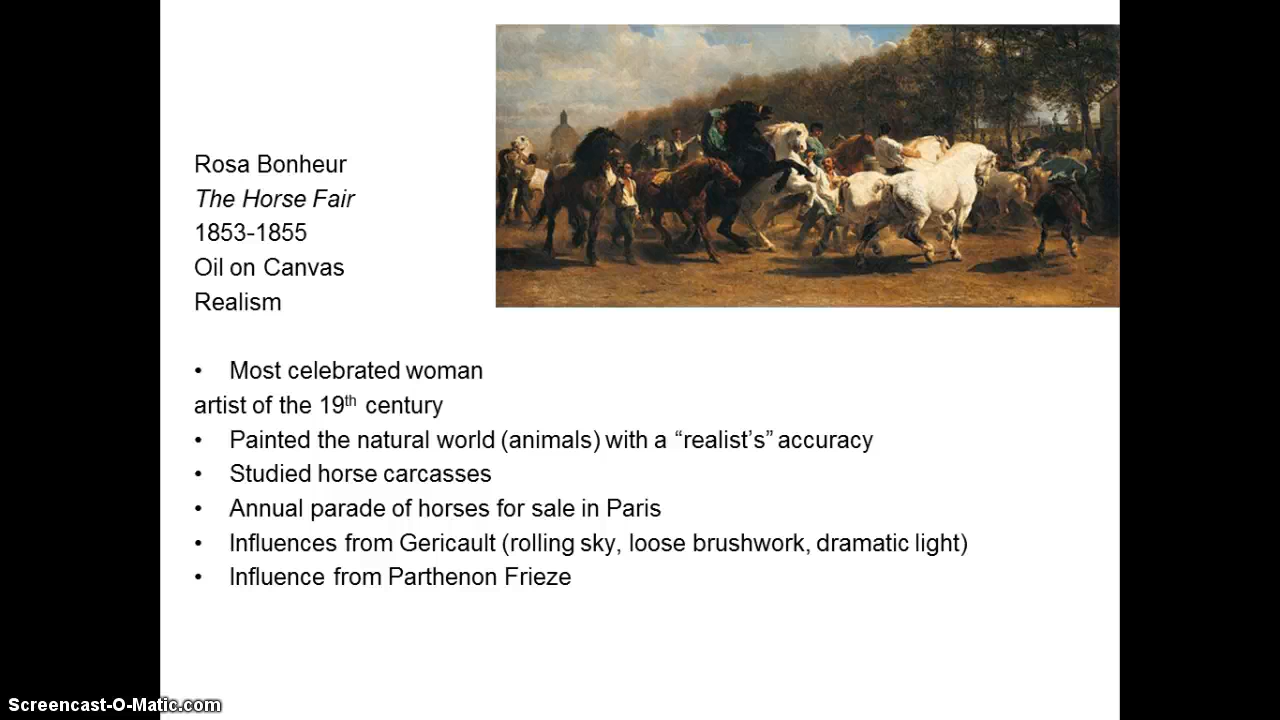 Rosa Bonheur
The Horse Fair
1853-1855
Oil on Canvas
Realism
• Most celebrated woman
artist of the 19th century
• Painted the natural world (animals) with a “realist’s” accuracy
• Studied horse carcasses
• Annual parade of horses for sale in Paris
• Influences from Gericault (rolling sky, loose brushwork, dramatic light)
• Influence from Parthenon Frieze
Screencast-O-Matic.com